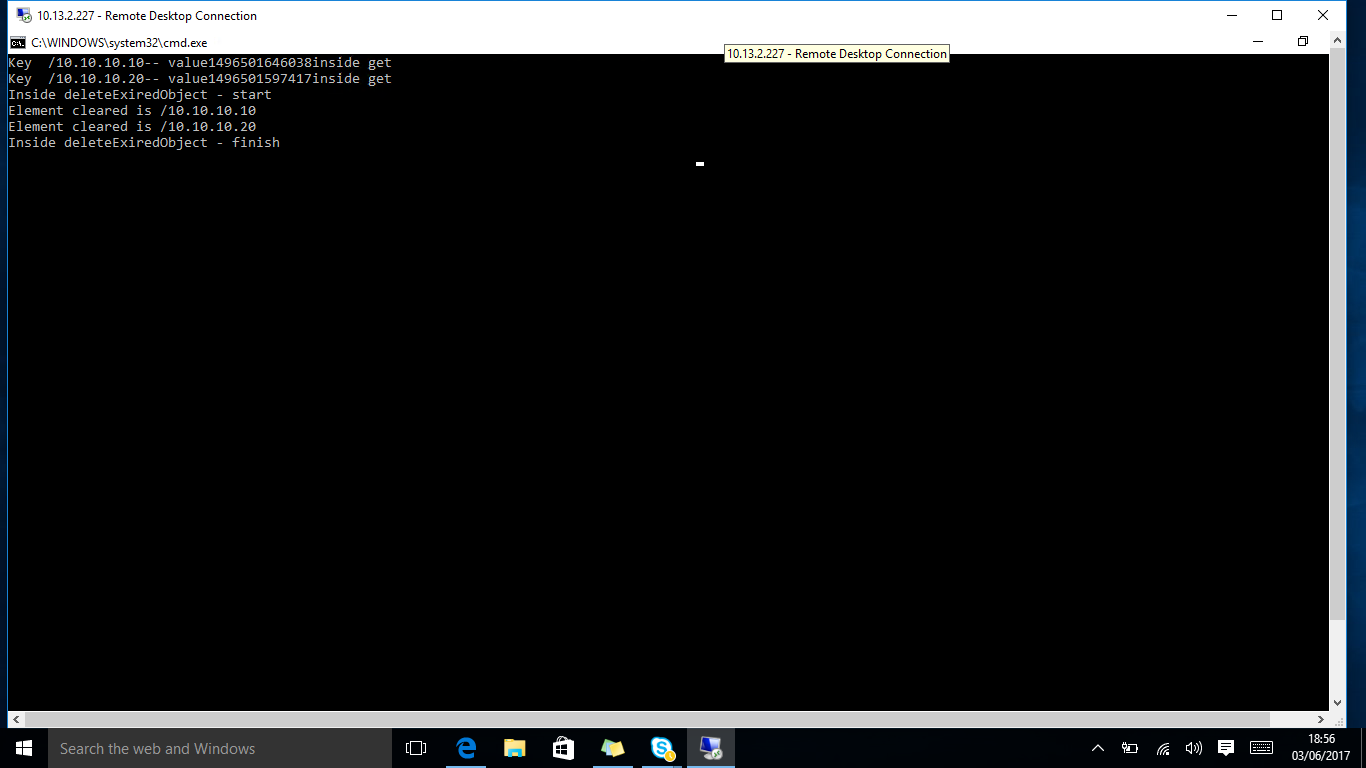 10.13.2.227 - Remote Desktop Connection
C:\WINDOWS\system32\cmd.exe
10.13.2.227 - Remote Desktop Connection
Key  /10.10.10.10-- value1496501646038inside get
Key  /10.10.10.20-- value1496501597417inside get
Inside deleteExiredObject - start
Element cleared is /10.10.10.10
Element cleared is /10.10.10.20
Inside deleteExiredObject - finish
Search the web and Windows
18:56
03/06/2017